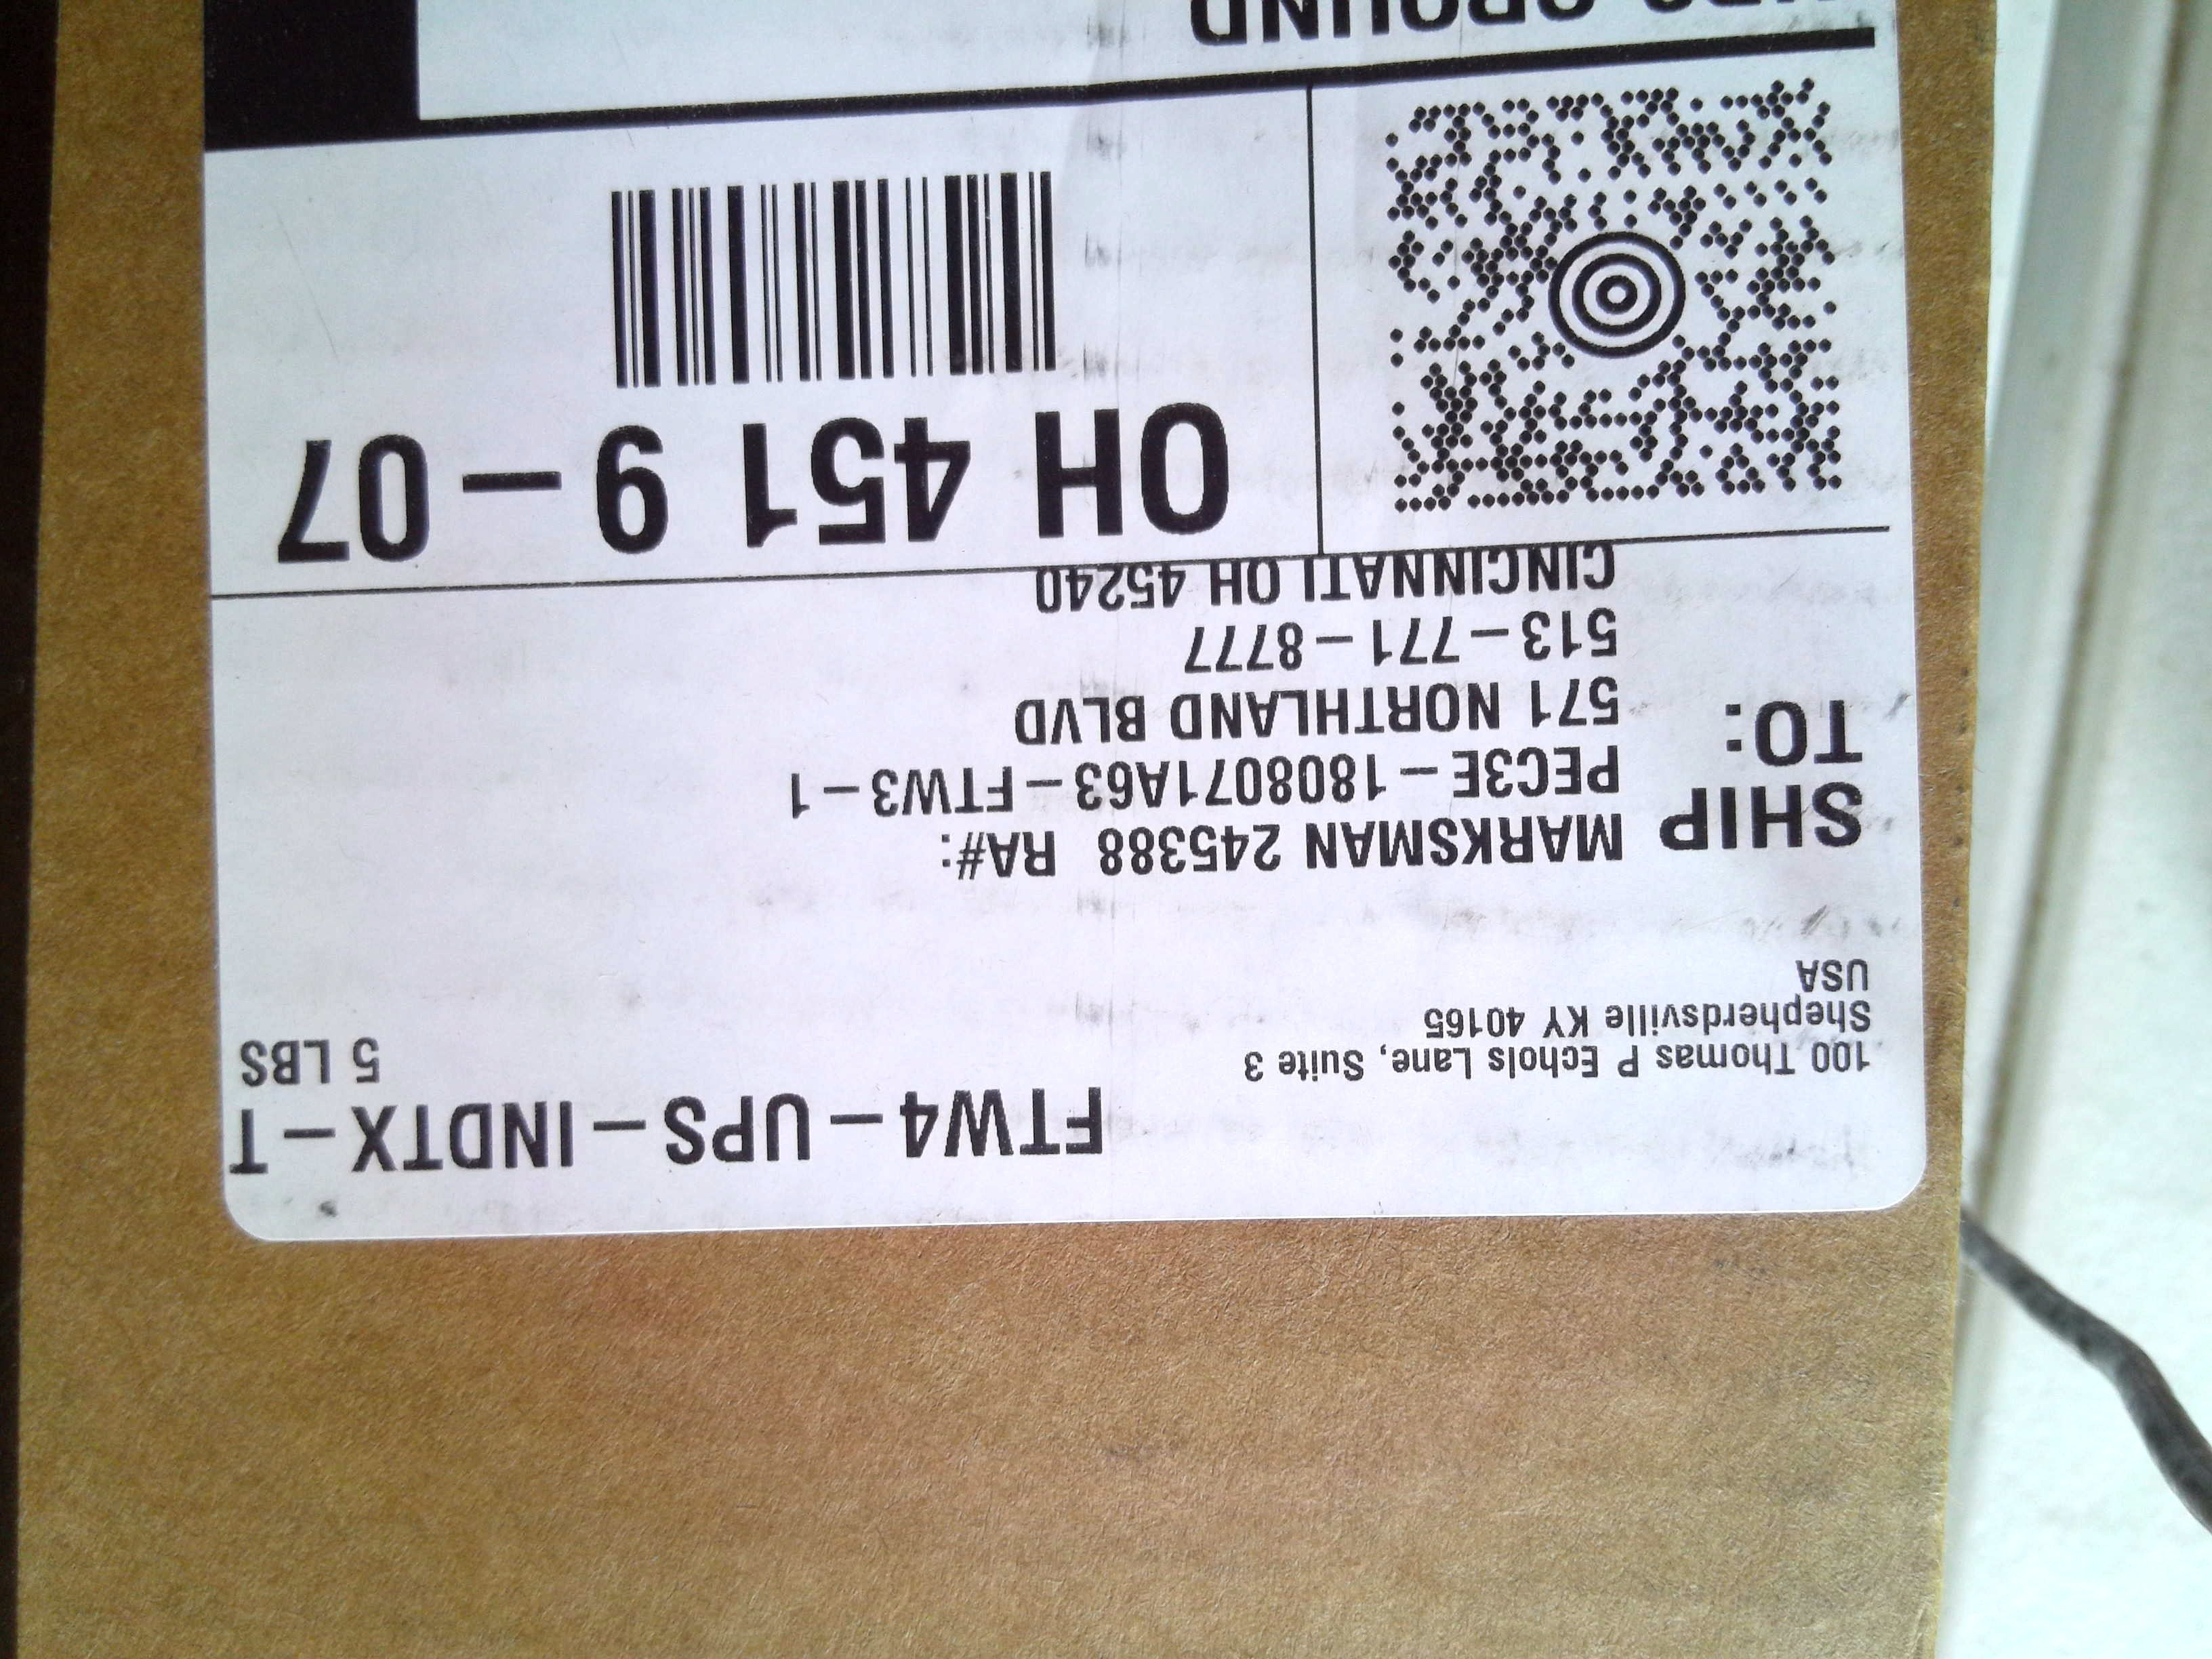 FTW4-UPS-INDTX-T
100 Thomas P Echols Lane, Suite 3
5 LBS
Shepherdsville KY 40165
USA
SHIP TO:
MARKSMAN 245388 RA#:
PEC3E-1808071A63-FTW3-1
571 NORTHLAND BLVD
513-771-8777
CINCINNATI OH 45240
OH 451 9-07
GROUND